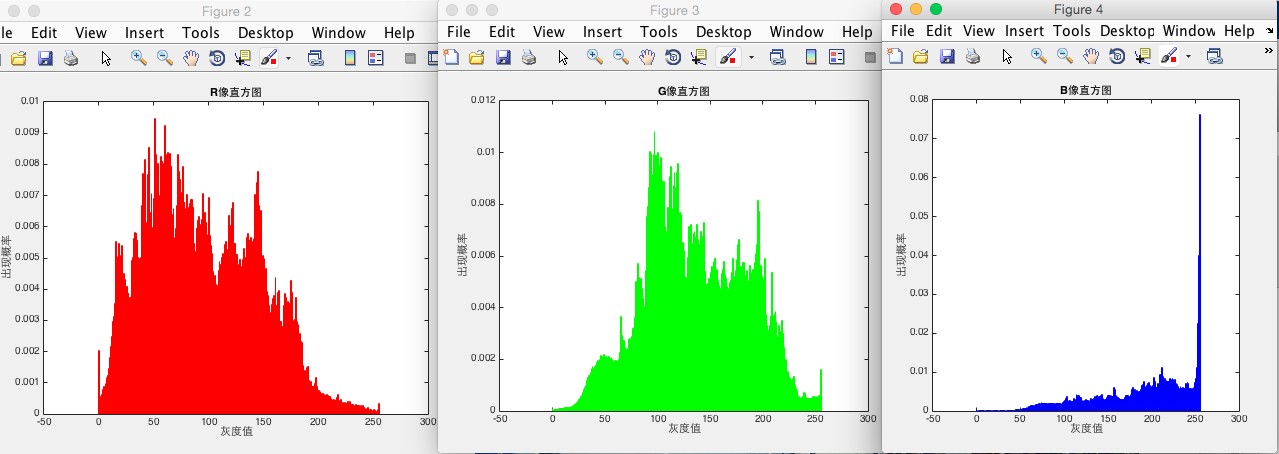 Figure 2
le Edit View Insert Tools Desktop Window Help
R像直方图
0.01
0.009
0.008
0.007
0.006
0.005
0.004
0.003
0.002
0.001
0
出现概率
-50 0 50 100 150 200 250 300
灰度值
Figure 3
File Edit View Insert Tools Desktop Window Help
G像直方图
0.012
0.01
0.008
0.006
0.004
0.002
0
出现概率
-50 0 50 100 150 200 250 300
灰度值
Figure 4
File Edit View Insert Tools Desktop Window Help
B像直方图
0.08
0.07
0.06
0.05
0.04
0.03
0.02
0.01
0
出现概率
-50 0 50 100 150 200 250 300
灰度值